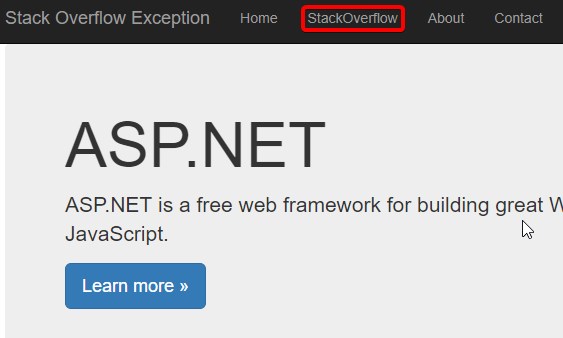 Stack Overflow Exception Home StackOverflow About Contact
ASP.NET
ASP.NET is a free web framework for building great W
JavaScript.
Learn more »